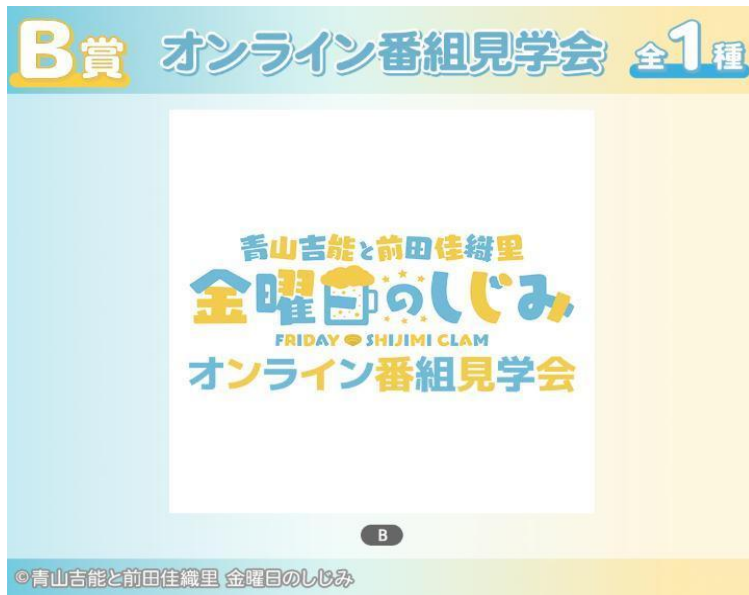 B賞 オンライン番組見学会 全1種
青山吉能と前田佳織里
金曜日のしじみ
FRIDAY SHIJIMI CLAM
オンライン番組見学会
B
©青山吉能と前田佳織里 金曜日のしじみ